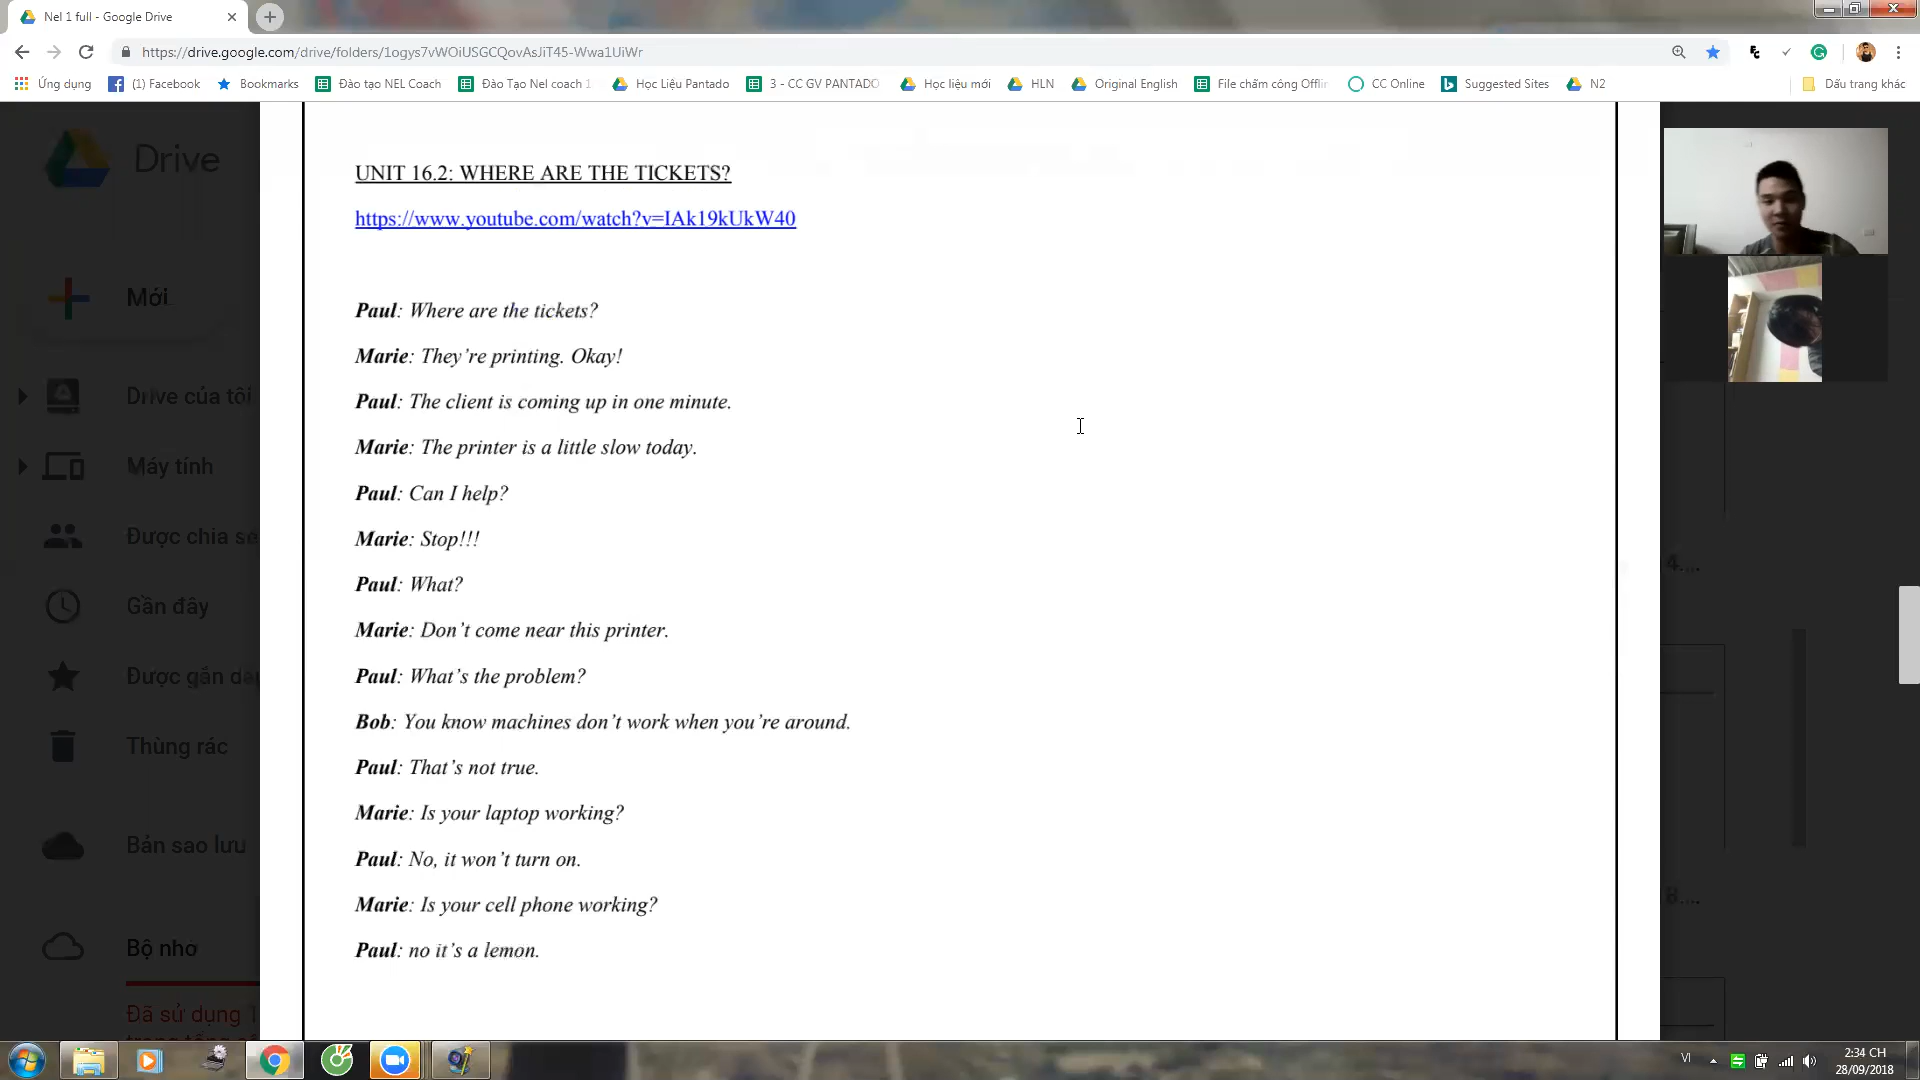 Nel 1 full - Google Drive
https://drive.google.com/drive/folders/1ogys7vWOiUSGCQovAsJiT45-Wwa1UiWr
Ứng dụng (1) Facebook Bookmarks Đào tạo NEL Coach Đào Tạo Nel coach 1 Học Liệu Pantado 3 - CC GV PANTADO Học liệu mới HLN Original English File chấm công Offlin CC Online Suggested Sites N2 Dấu trang khác
Drive
Mới
Drive của tôi
Máy tính
Được chia sẻ
Gần đây
Được gắn dấ
Thùng rác
Bản sao lưu
Bộ nhớ
Đã sử dụng 1
UNIT 16.2: WHERE ARE THE TICKETS?
https://www.youtube.com/watch?v=IAk19kUkW40
Paul: Where are the tickets?
Marie: They’re printing. Okay!
Paul: The client is coming up in one minute.
Marie: The printer is a little slow today.
Paul: Can I help?
Marie: Stop!!!
Paul: What?
Marie: Don’t come near this printer.
Paul: What’s the problem?
Bob: You know machines don’t work when you’re around.
Paul: That’s not true.
Marie: Is your laptop working?
Paul: No, it won’t turn on.
Marie: Is your cell phone working?
Paul: no it’s a lemon.
4....
8....
VI
2:34 CH
28/09/2018